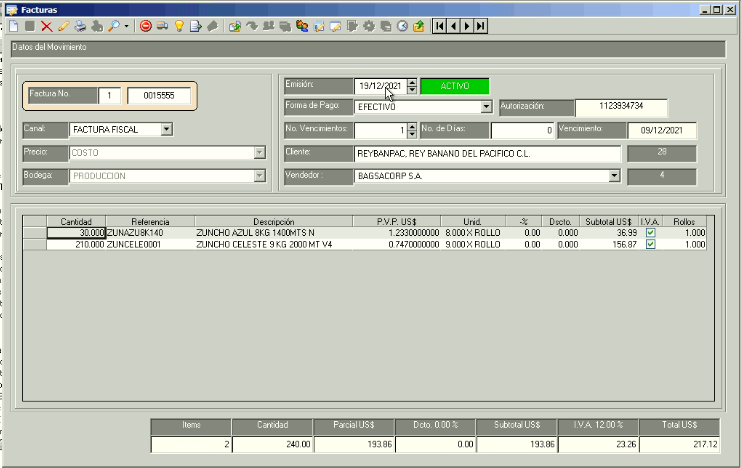 Facturas
Datos del Movimiento
Factura No. 1 0015555
Canal: FACTURA FISCAL
Precio: COSTO
Bodega: PRODUCCION
Emisión: 19/12/2021 ACTIVO
Forma de Pago: EFECTIVO Autorización: 1123934734
No. Vencimientos: 1 No. de Días: 0 Vencimiento: 09/12/2021
Cliente: REYBANPAC, REY BANANO DEL PACIFICO C.L. 28
Vendedor : BAGSACORP S.A. 4
Cantidad Referencia Descripción P.V.P. US$ Unid. -% Dscto. Subtotal US$ I.V.A. Rollos
30.000 ZUNAZU8K140 ZUNCHO AZUL 8KG 1400MTS N 1.2330000000 8.000 X ROLLO 0.00 0.000 36.99 1.000
210.000 ZUNCELE0001 ZUNCHO CELESTE 9 KG 2000 MT V4 0.7470000000 9.000 X ROLLO 0.00 0.000 156.87 1.000
Items Cantidad Parcial US$ Dcto. 0.00 % Subtotal US$ I.V.A. 12.00 % Total US$
2 240.00 193.86 0.00 193.86 23.26 217.12